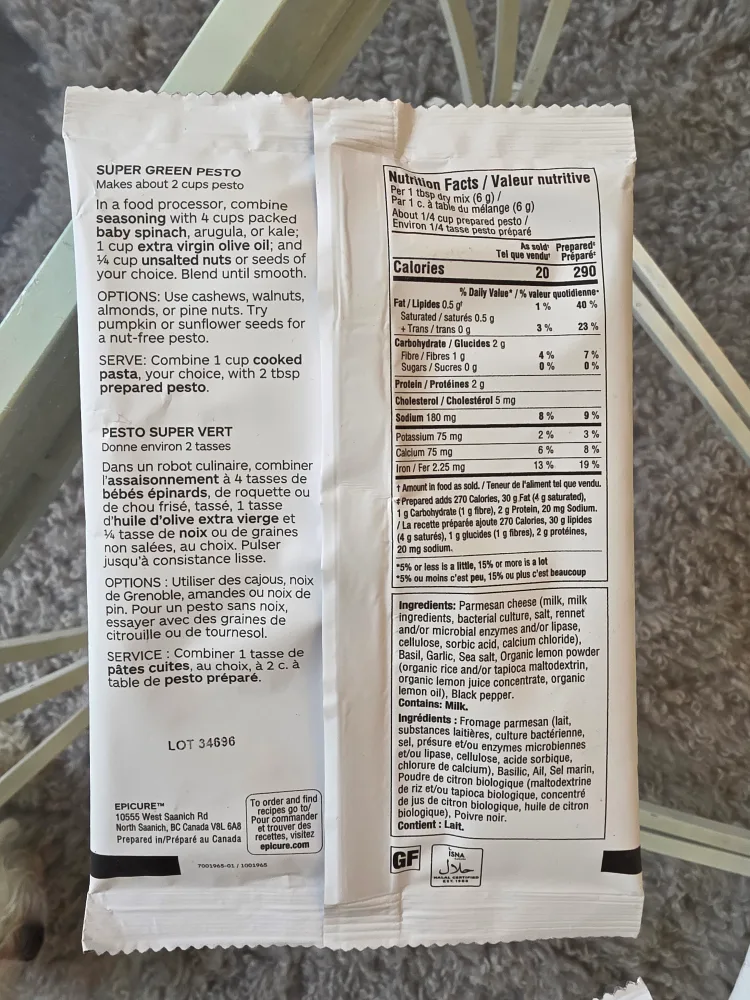 SUPER GREEN PESTO
Makes about 2 cups pesto
In a food processor, combine
seasoning with 4 cups packed
baby spinach, arugula, or kale;
1 cup extra virgin olive oil; and
¼ cup unsalted nuts or seeds of
your choice. Blend until smooth.
OPTIONS: Use cashews, walnuts,
almonds, or pine nuts. Try
pumpkin or sunflower seeds for
a nut-free pesto.
SERVE: Combine 1 cup cooked
pasta, your choice, with 2 tbsp
prepared pesto.
PESTO SUPER VERT
Donne environ 2 tasses
Dans un robot culinaire, combiner
l'assaisonnement à 4 tasses de
bébés épinards, de roquette ou
de chou frisé, tassé, 1 tasse
d'huile d'olive extra vierge et
¼ tasse de noix ou de graines
non salées, au choix. Pulser
jusqu'à consistance lisse.
OPTIONS : Utiliser des cajous, noix
de Grenoble, amandes ou noix de
pin. Pour un pesto sans noix,
essayer avec des graines de
citrouille ou de tournesol.
SERVICE : Combiner 1 tasse de
pâtes cuites, au choix, à 2 c. à
table de pesto préparé.
LOT 34696
EPICURE™
10555 West Saanich Rd
North Saanich, BC Canada V8L 6A8
Prepared in/Préparé au Canada
To order and find
recipes go to/
Pour commander
et trouver des
recettes, visitez
epicure.com
7001965-01 / 1001965
Nutrition Facts / Valeur nutritive
Per 1 tbsp dry mix (6 g) /
Par 1 c. à table du mélange (6 g)
About 1/4 cup prepared pesto /
Environ 1/4 tasse pesto préparé
As sold† Prepared‡
Tel que vendu† Préparé‡
Calories 20 290
% Daily Value* / % valeur quotidienne*
Fat / Lipides 0.5 g† 1 % 40 %
Saturated / saturés 0.5 g
+ Trans / trans 0 g 3 % 23 %
Carbohydrate / Glucides 2 g
Fibre / Fibres 1 g 4 % 7 %
Sugars / Sucres 0 g 0 % 0 %
Protein / Protéines 2 g
Cholesterol / Cholestérol 5 mg
Sodium 180 mg 8 % 9 %
Potassium 75 mg 2 % 3 %
Calcium 75 mg 6 % 8 %
Iron / Fer 2.25 mg 13 % 19 %
† Amount in food as sold. / Teneur de l'aliment tel que vendu.
‡ Prepared adds 270 Calories, 30 g Fat (4 g saturated),
1 g Carbohydrate (1 g fibre), 2 g Protein, 20 mg Sodium.
/ La recette préparée ajoute 270 Calories, 30 g lipides
(4 g saturés), 1 g glucides (1 g fibres), 2 g protéines,
20 mg sodium.
*5% or less is a little, 15% or more is a lot
*5% ou moins c'est peu, 15% ou plus c'est beaucoup
Ingredients: Parmesan cheese (milk, milk
ingredients, bacterial culture, salt, rennet
and/or microbial enzymes and/or lipase,
cellulose, sorbic acid, calcium chloride),
Basil, Garlic, Sea salt, Organic lemon powder
(organic rice and/or tapioca maltodextrin,
organic lemon juice concentrate, organic
lemon oil), Black pepper.
Contains: Milk.
Ingrédients : Fromage parmesan (lait,
substances laitières, culture bactérienne,
sel, présure et/ou enzymes microbiennes
et/ou lipase, cellulose, acide sorbique,
chlorure de calcium), Basilic, Ail, Sel marin,
Poudre de citron biologique (maltodextrine
de riz et/ou tapioca biologique, concentré
de jus de citron biologique, huile de citron
biologique), Poivre noir.
Contient : Lait.
GF
ISNA
حلال
HALAL CERTIFIED
EST. 1988